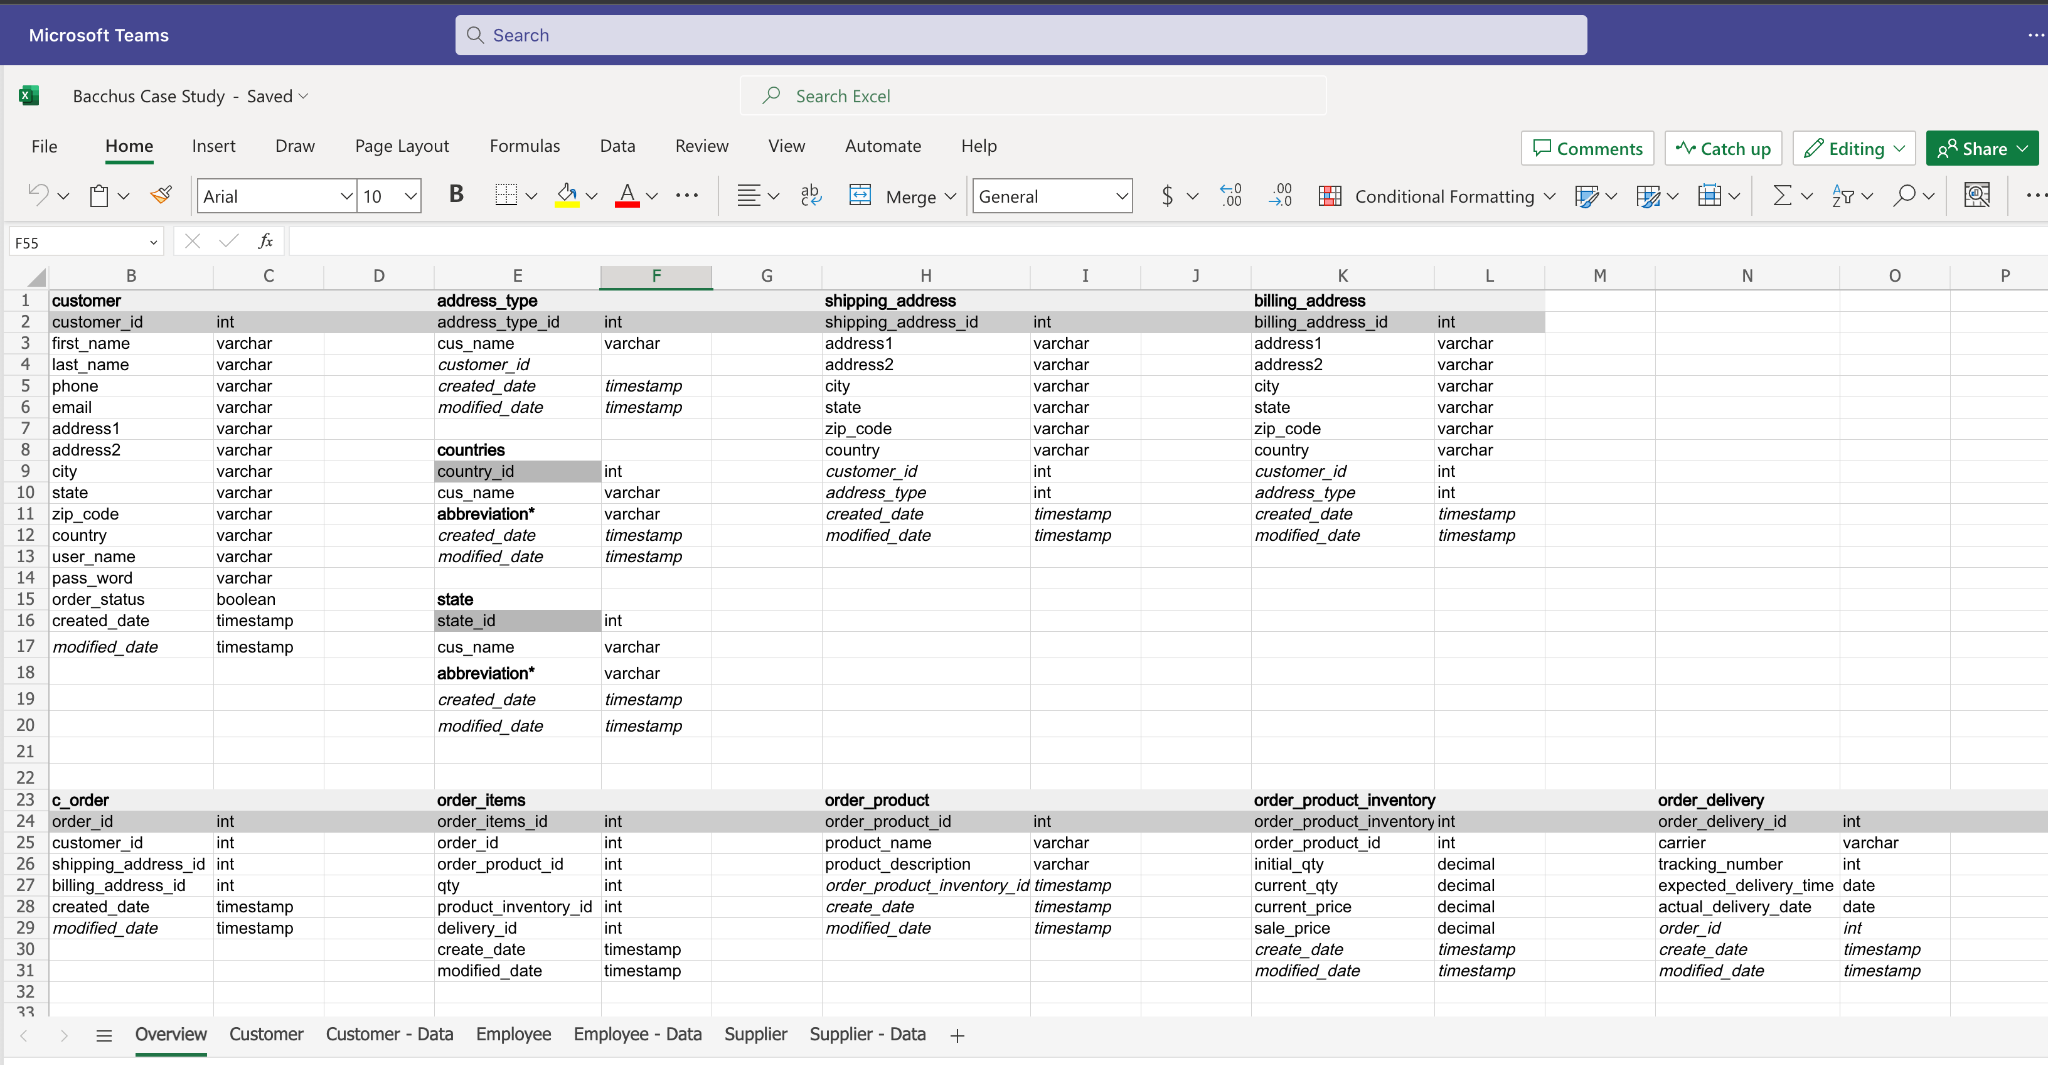 Microsoft Teams
Search
Bacchus Case Study - Saved
Search Excel
File Home Insert Draw Page Layout Formulas Data Review View Automate Help
Comments Catch up Editing Share
Arial 10 B A ab c Merge General $ .0 .00 .00 .0 Conditional Formatting
F55 fx
B C D E F G H I J K L M N O P
1 customer address_type shipping_address billing_address
2 customer_id int address_type_id int shipping_address_id int billing_address_id int
3 first_name varchar cus_name varchar address1 varchar address1 varchar
4 last_name varchar customer_id address2 varchar address2 varchar
5 phone varchar created_date timestamp city varchar city varchar
6 email varchar modified_date timestamp state varchar state varchar
7 address1 varchar zip_code varchar zip_code varchar
8 address2 varchar countries country varchar country varchar
9 city varchar country_id int customer_id int customer_id int
10 state varchar cus_name varchar address_type int address_type int
11 zip_code varchar abbreviation* varchar created_date timestamp created_date timestamp
12 country varchar created_date timestamp modified_date timestamp modified_date timestamp
13 user_name varchar modified_date timestamp
14 pass_word varchar
15 order_status boolean state
16 created_date timestamp state_id int
17 modified_date timestamp cus_name varchar
18 abbreviation* varchar
19 created_date timestamp
20 modified_date timestamp
21
22
23 c_order order_items order_product order_product_inventory order_delivery
24 order_id int order_items_id int order_product_id int order_product_inventory int order_delivery_id int
25 customer_id int order_id int product_name varchar order_product_id int carrier varchar
26 shipping_address_id int order_product_id int product_description varchar initial_qty decimal tracking_number int
27 billing_address_id int qty int order_product_inventory_id timestamp current_qty decimal expected_delivery_time date
28 created_date timestamp product_inventory_id int create_date timestamp current_price decimal actual_delivery_date date
29 modified_date timestamp delivery_id int modified_date timestamp sale_price decimal order_id int
30 create_date timestamp create_date timestamp create_date timestamp
31 modified_date timestamp modified_date timestamp modified_date timestamp
32
33
Overview Customer Customer - Data Employee Employee - Data Supplier Supplier - Data +